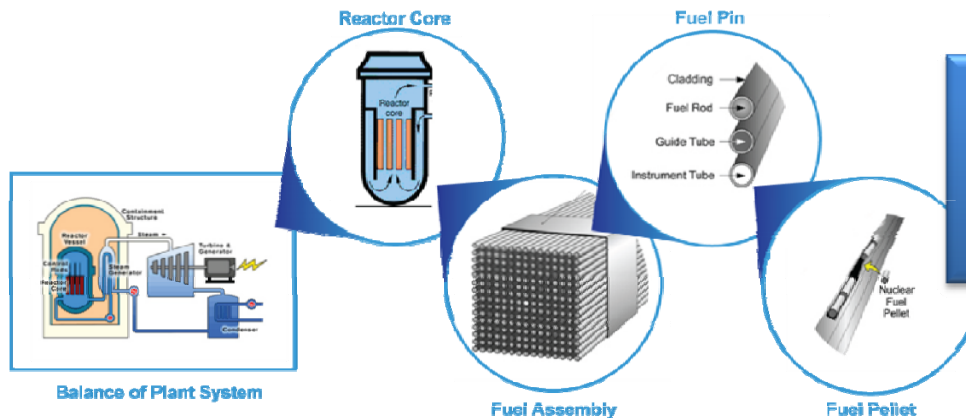 Reactor Core
Fuel Pin
Reactor
core
Cladding
Fuel Rod
Guide Tube
Instrument Tube
Containment
Structure
Reactor
Vessel
Steam
Turbine &
Generator
Control
Rods
Steam
Generator
Reactor
Core
Condenser
Nuclear
Fuel
Pellet
Balance of Plant System
Fuel Assembly
Fuel Pellet